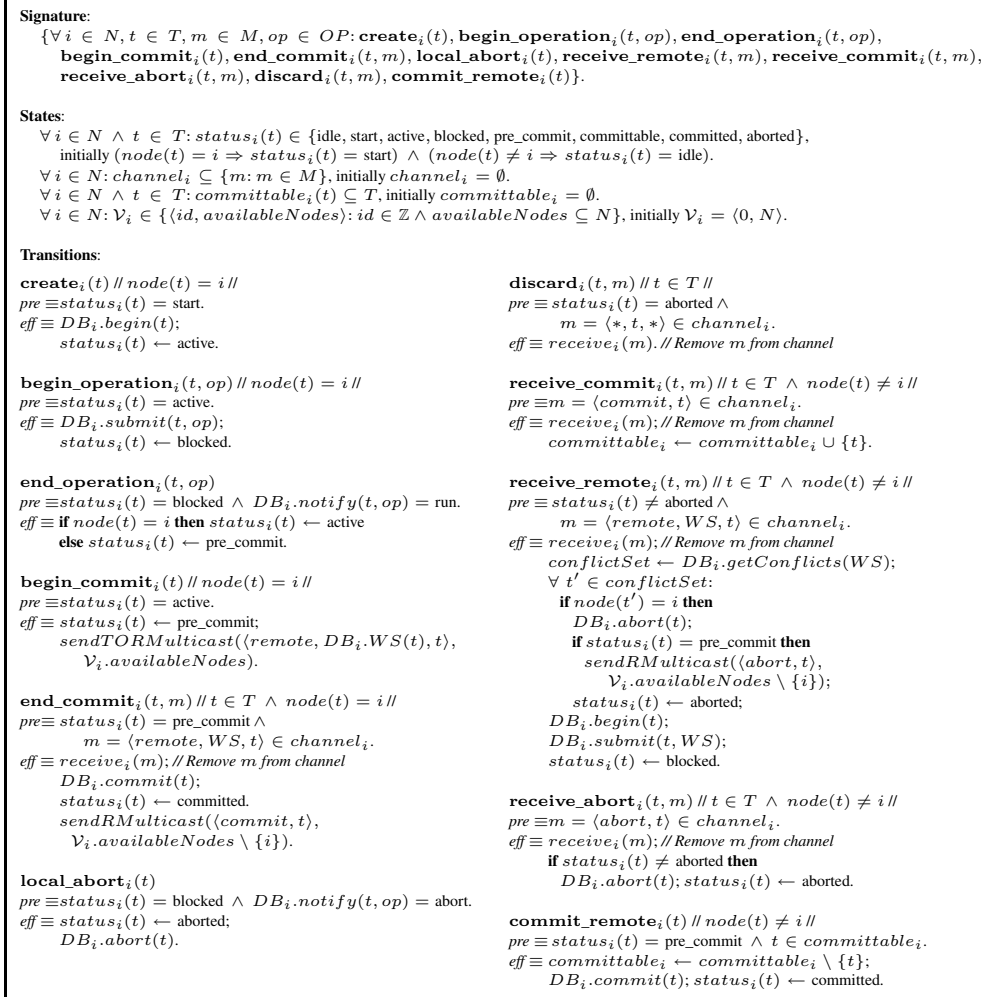 Signature:
{∀ i ∈ N, t ∈ T, m ∈ M, op ∈ OP: create_i(t), begin_operation_i(t, op), end_operation_i(t, op),
begin_commit_i(t), end_commit_i(t, m), local_abort_i(t), receive_remote_i(t, m), receive_commit_i(t, m),
receive_abort_i(t, m), discard_i(t, m), commit_remote_i(t)}.
States:
∀ i ∈ N ∧ t ∈ T: status_i(t) ∈ {idle, start, active, blocked, pre_commit, committable, committed, aborted},
initially (node(t) = i ⇒ status_i(t) = start) ∧ (node(t) ≠ i ⇒ status_i(t) = idle).
∀ i ∈ N: channel_i ⊆ {m: m ∈ M}, initially channel_i = ∅.
∀ i ∈ N ∧ t ∈ T: committable_i(t) ⊆ T, initially committable_i = ∅.
∀ i ∈ N: V_i ∈ {⟨id, availableNodes⟩: id ∈ ℤ ∧ availableNodes ⊆ N}, initially V_i = ⟨0, N⟩.
Transitions:
create_i(t) // node(t) = i //
pre ≡ status_i(t) = start.
eff ≡ DB_i.begin(t);
status_i(t) ← active.
begin_operation_i(t, op) // node(t) = i //
pre ≡ status_i(t) = active.
eff ≡ DB_i.submit(t, op);
status_i(t) ← blocked.
end_operation_i(t, op)
pre ≡ status_i(t) = blocked ∧ DB_i.notify(t, op) = run.
eff ≡ if node(t) = i then status_i(t) ← active
else status_i(t) ← pre_commit.
begin_commit_i(t) // node(t) = i //
pre ≡ status_i(t) = active.
eff ≡ status_i(t) ← pre_commit;
sendTORMulticast(⟨remote, DB_i.WS(t), t⟩,
V_i.availableNodes).
end_commit_i(t, m) // t ∈ T ∧ node(t) = i //
pre ≡ status_i(t) = pre_commit ∧
m = ⟨remote, WS, t⟩ ∈ channel_i.
eff ≡ receive_i(m); // Remove m from channel
DB_i.commit(t);
status_i(t) ← committed.
sendRMulticast(⟨commit, t⟩,
V_i.availableNodes \ {i}).
local_abort_i(t)
pre ≡ status_i(t) = blocked ∧ DB_i.notify(t, op) = abort.
eff ≡ status_i(t) ← aborted;
DB_i.abort(t).
discard_i(t, m) // t ∈ T //
pre ≡ status_i(t) = aborted ∧
m = ⟨*, t, *⟩ ∈ channel_i.
eff ≡ receive_i(m). // Remove m from channel
receive_commit_i(t, m) // t ∈ T ∧ node(t) ≠ i //
pre ≡ m = ⟨commit, t⟩ ∈ channel_i.
eff ≡ receive_i(m); // Remove m from channel
committable_i ← committable_i ∪ {t}.
receive_remote_i(t, m) // t ∈ T ∧ node(t) ≠ i //
pre ≡ status_i(t) ≠ aborted ∧
m = ⟨remote, WS, t⟩ ∈ channel_i.
eff ≡ receive_i(m); // Remove m from channel
conflictSet ← DB_i.getConflicts(WS);
∀ t′ ∈ conflictSet:
if node(t′) = i then
DB_i.abort(t);
if status_i(t) = pre_commit then
sendRMulticast(⟨abort, t⟩,
V_i.availableNodes \ {i});
status_i(t) ← aborted;
DB_i.begin(t);
DB_i.submit(t, WS);
status_i(t) ← blocked.
receive_abort_i(t, m) // t ∈ T ∧ node(t) ≠ i //
pre ≡ m = ⟨abort, t⟩ ∈ channel_i.
eff ≡ receive_i(m); // Remove m from channel
if status_i(t) ≠ aborted then
DB_i.abort(t); status_i(t) ← aborted.
commit_remote_i(t) // node(t) ≠ i //
pre ≡ status_i(t) = pre_commit ∧ t ∈ committable_i.
eff ≡ committable_i ← committable_i \ {t};
DB_i.commit(t); status_i(t) ← committed.